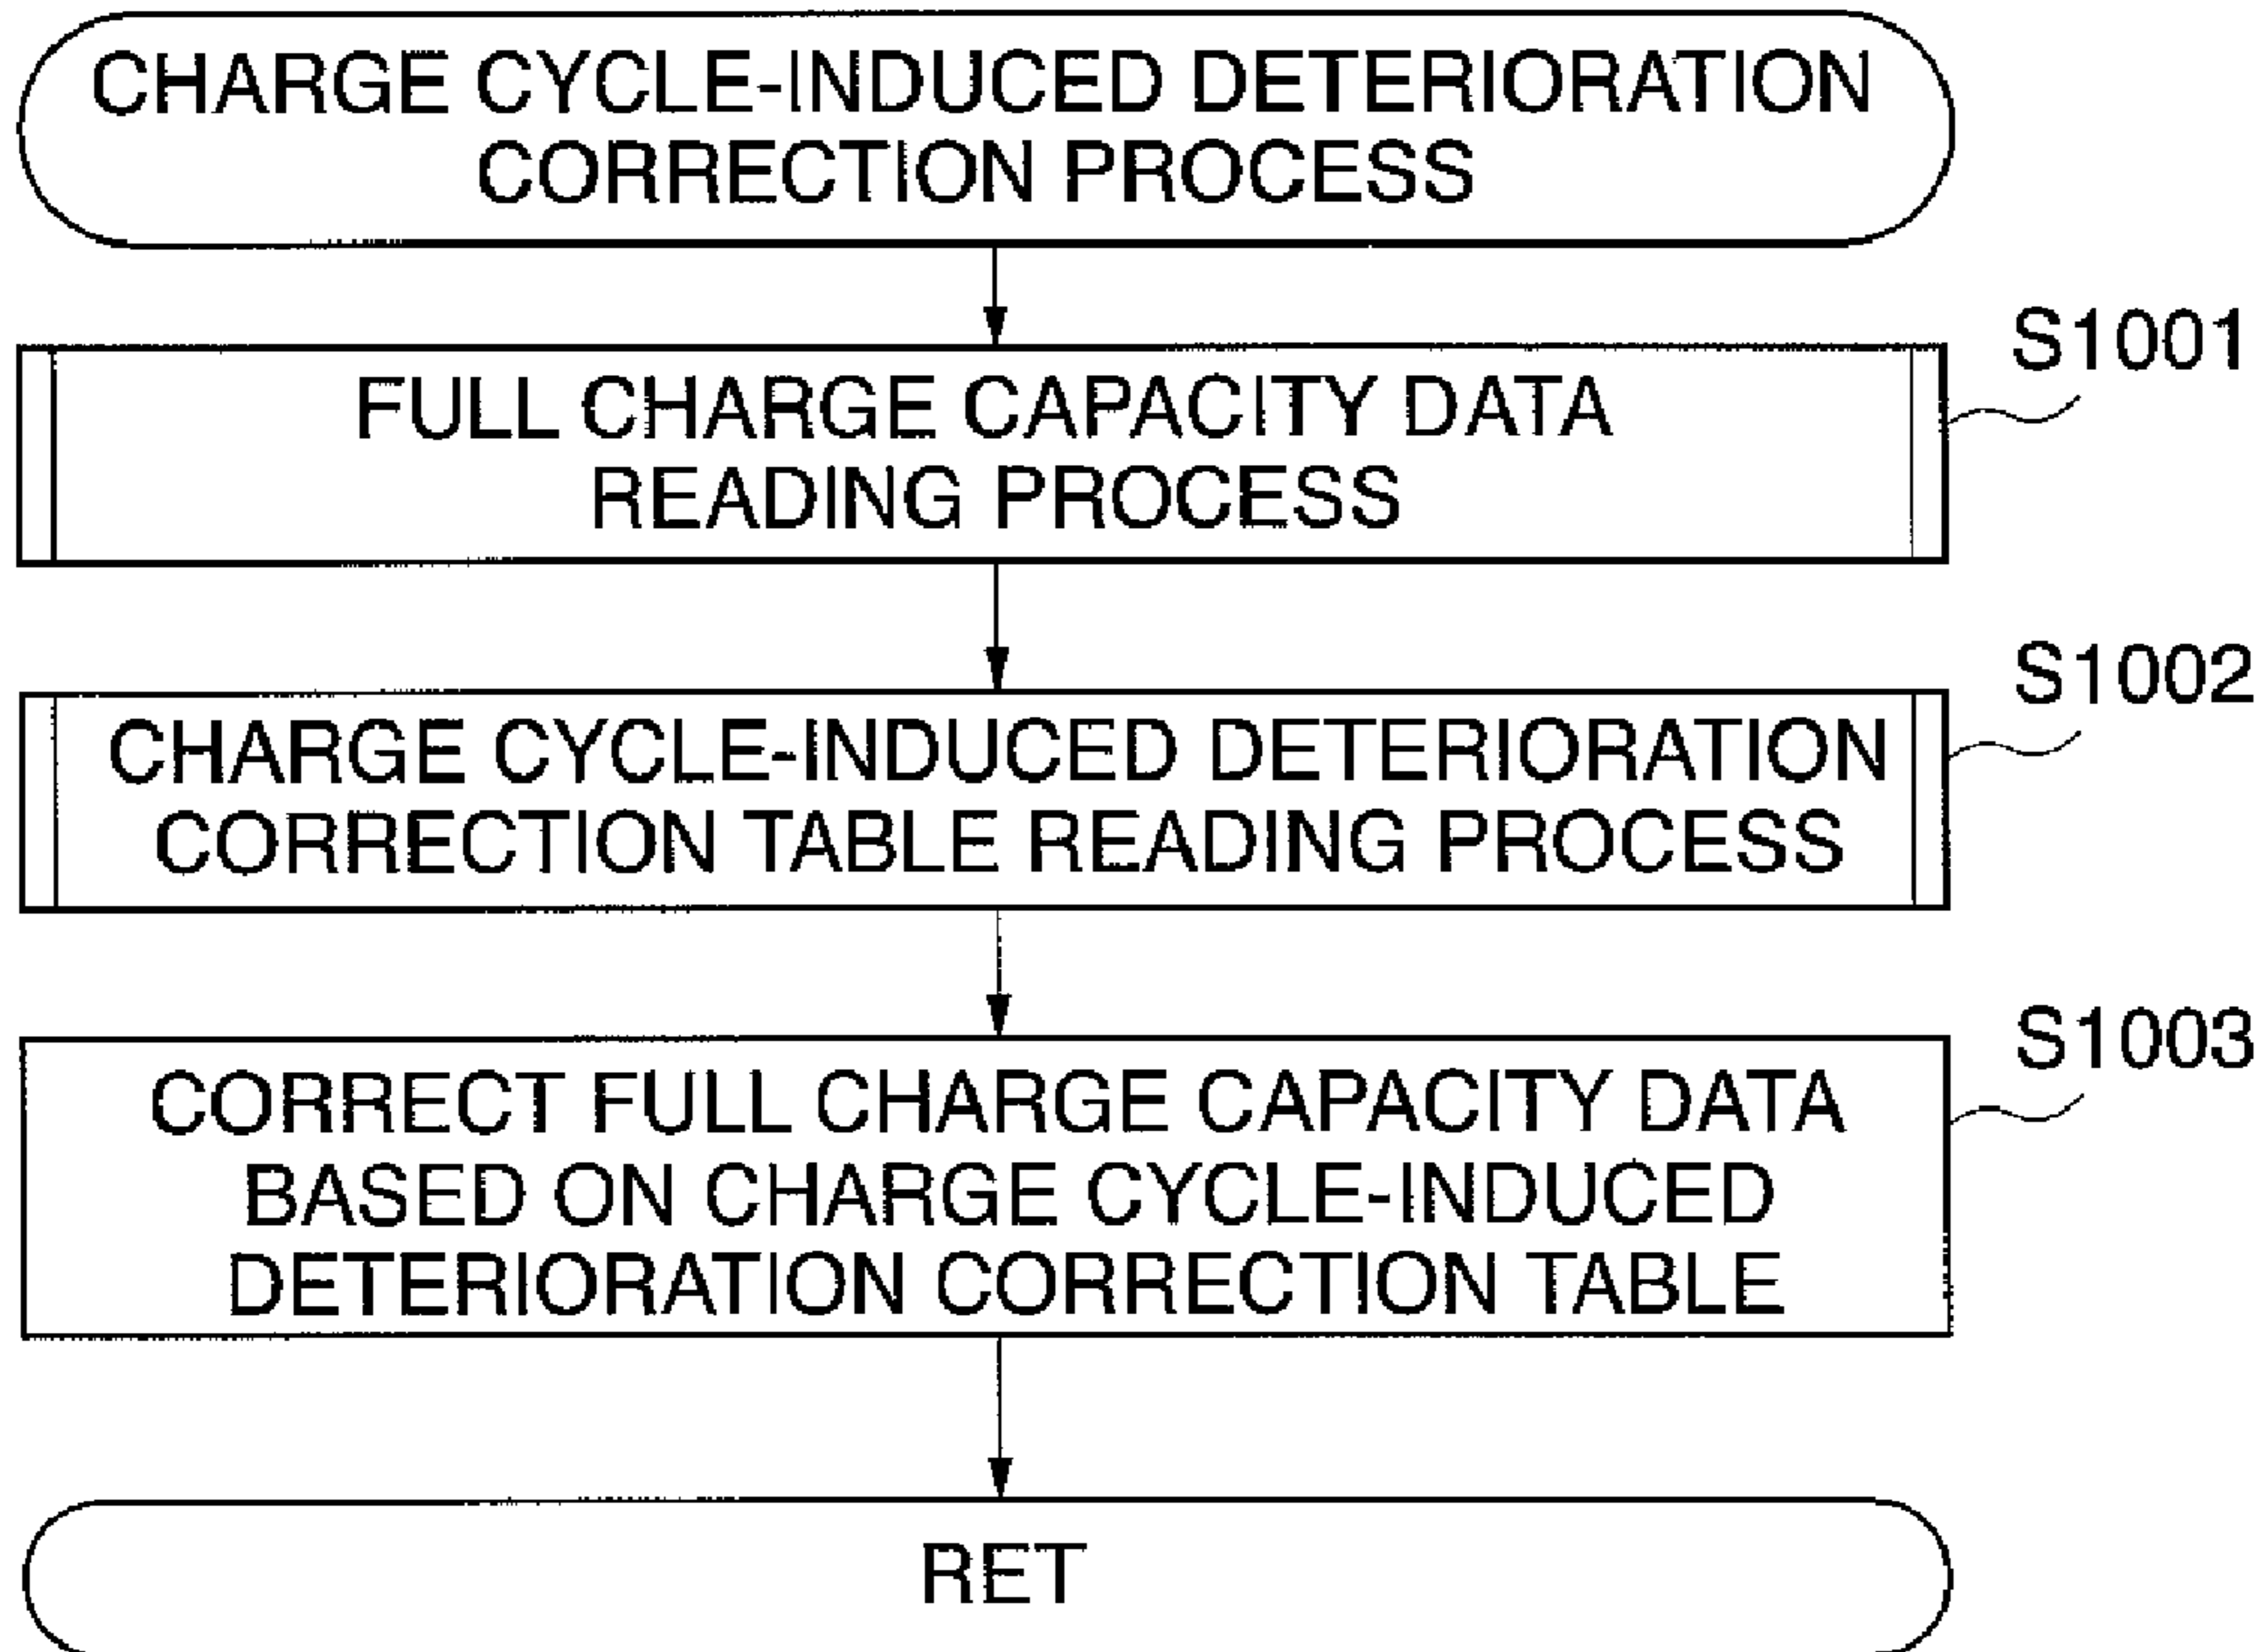 CHARGE CYCLE-INDUCED DETERIORATION
CORRECTION PROCESS
S1001
FULL CHARGE CAPACITY DATA
READING PROCESS
S1002
CHARGE CYCLE-INDUCED DETERIORATION
CORRECTION TABLE READING PROCESS
S1003
CORRECT FULL CHARGE CAPACITY DATA
BASED ON CHARGE CYCLE-INDUCED
DETERIORATION CORRECTION TABLE
RET